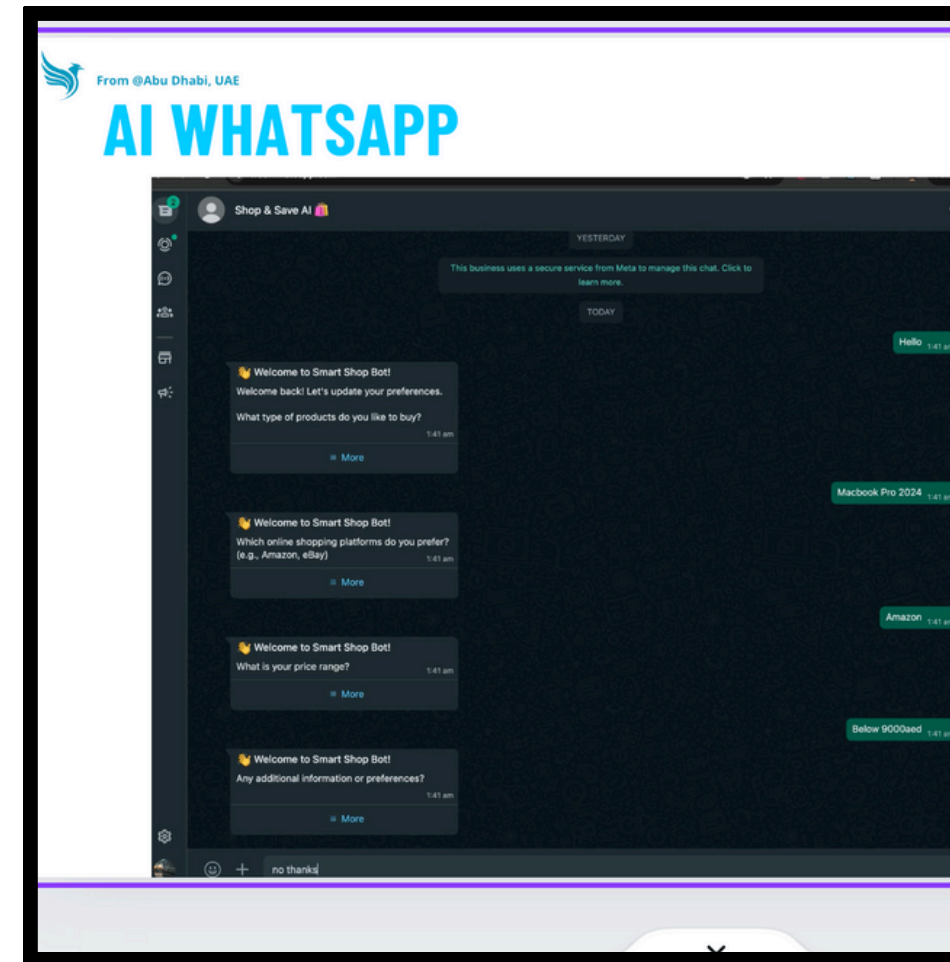 From @Abu Dhabi, UAE
AI WHATSAPP
2
Shop & Save AI 🛍️
YESTERDAY
This business uses a secure service from Meta to manage this chat. Click to
learn more.
TODAY
Hello 1:41 am
👋 Welcome to Smart Shop Bot!
Welcome back! Let's update your preferences.
What type of products do you like to buy?
1:41 am
More
Macbook Pro 2024 1:41 am
👋 Welcome to Smart Shop Bot!
Which online shopping platforms do you prefer?
(e.g., Amazon, eBay) 1:41 am
More
Amazon 1:41 am
👋 Welcome to Smart Shop Bot!
What is your price range? 1:41 am
More
Below 9000aed 1:41 am
👋 Welcome to Smart Shop Bot!
Any additional information or preferences?
1:41 am
More
no thanks